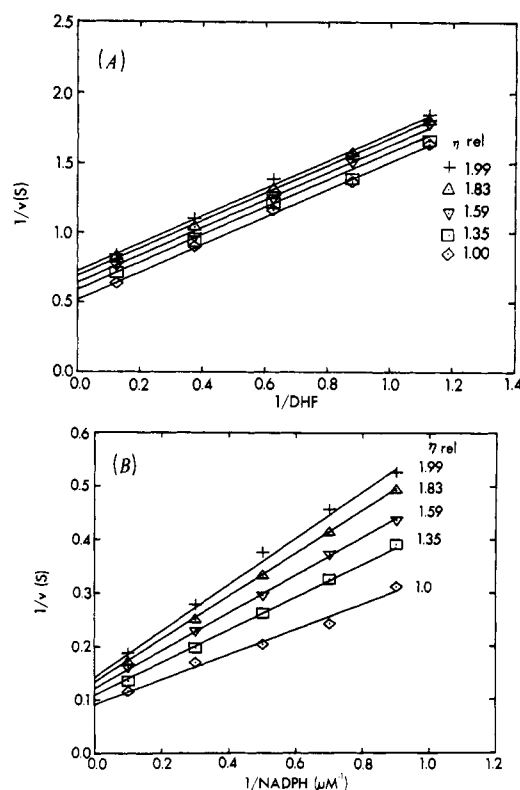 (A)
2.5
2.0
1.5
1.0
0.5
0.0
1/v(S)
η rel
+ 1.99
△ 1.83
▽ 1.59
□ 1.35
◇ 1.00
0.0 0.2 0.4 0.6 0.8 1.0 1.2 1.4
1/DHF
(B)
0.6
0.5
0.4
0.3
0.2
0.1
0.0
1/v (S)
η rel
1.99
1.83
1.59
1.35
1.0
0.0 0.2 0.4 0.6 0.8 1.0 1.2
1/NADPH (μM⁻¹)